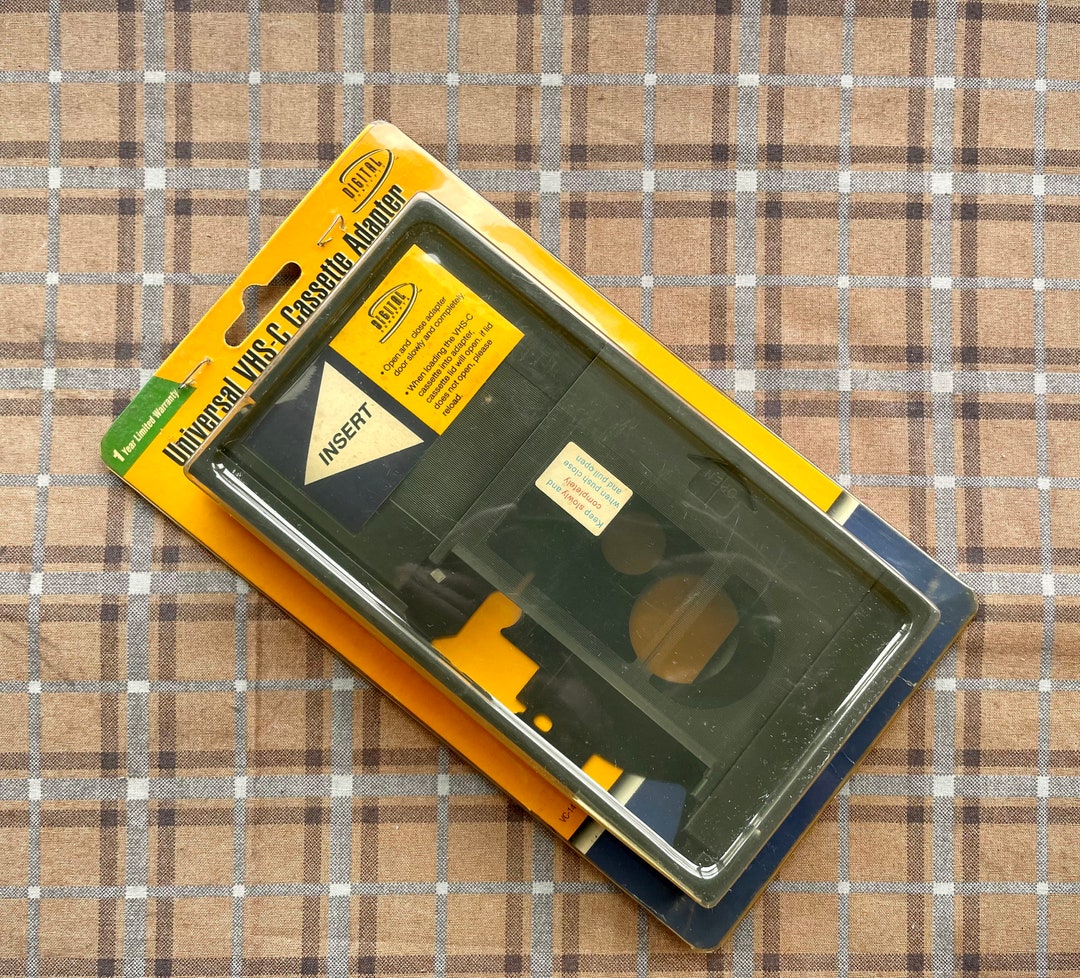 DIGITAL
Universal VHS-C Cassette Adapter
1 Year Limited Warranty
DIGITAL
• Open and close adapter
door slowly and completely.
• When loading the VHS-C
cassette into adapter,
cassette lid will open. if lid
does not open, please
reload.
INSERT
Keep slowly and
completely
when push close
and pull open